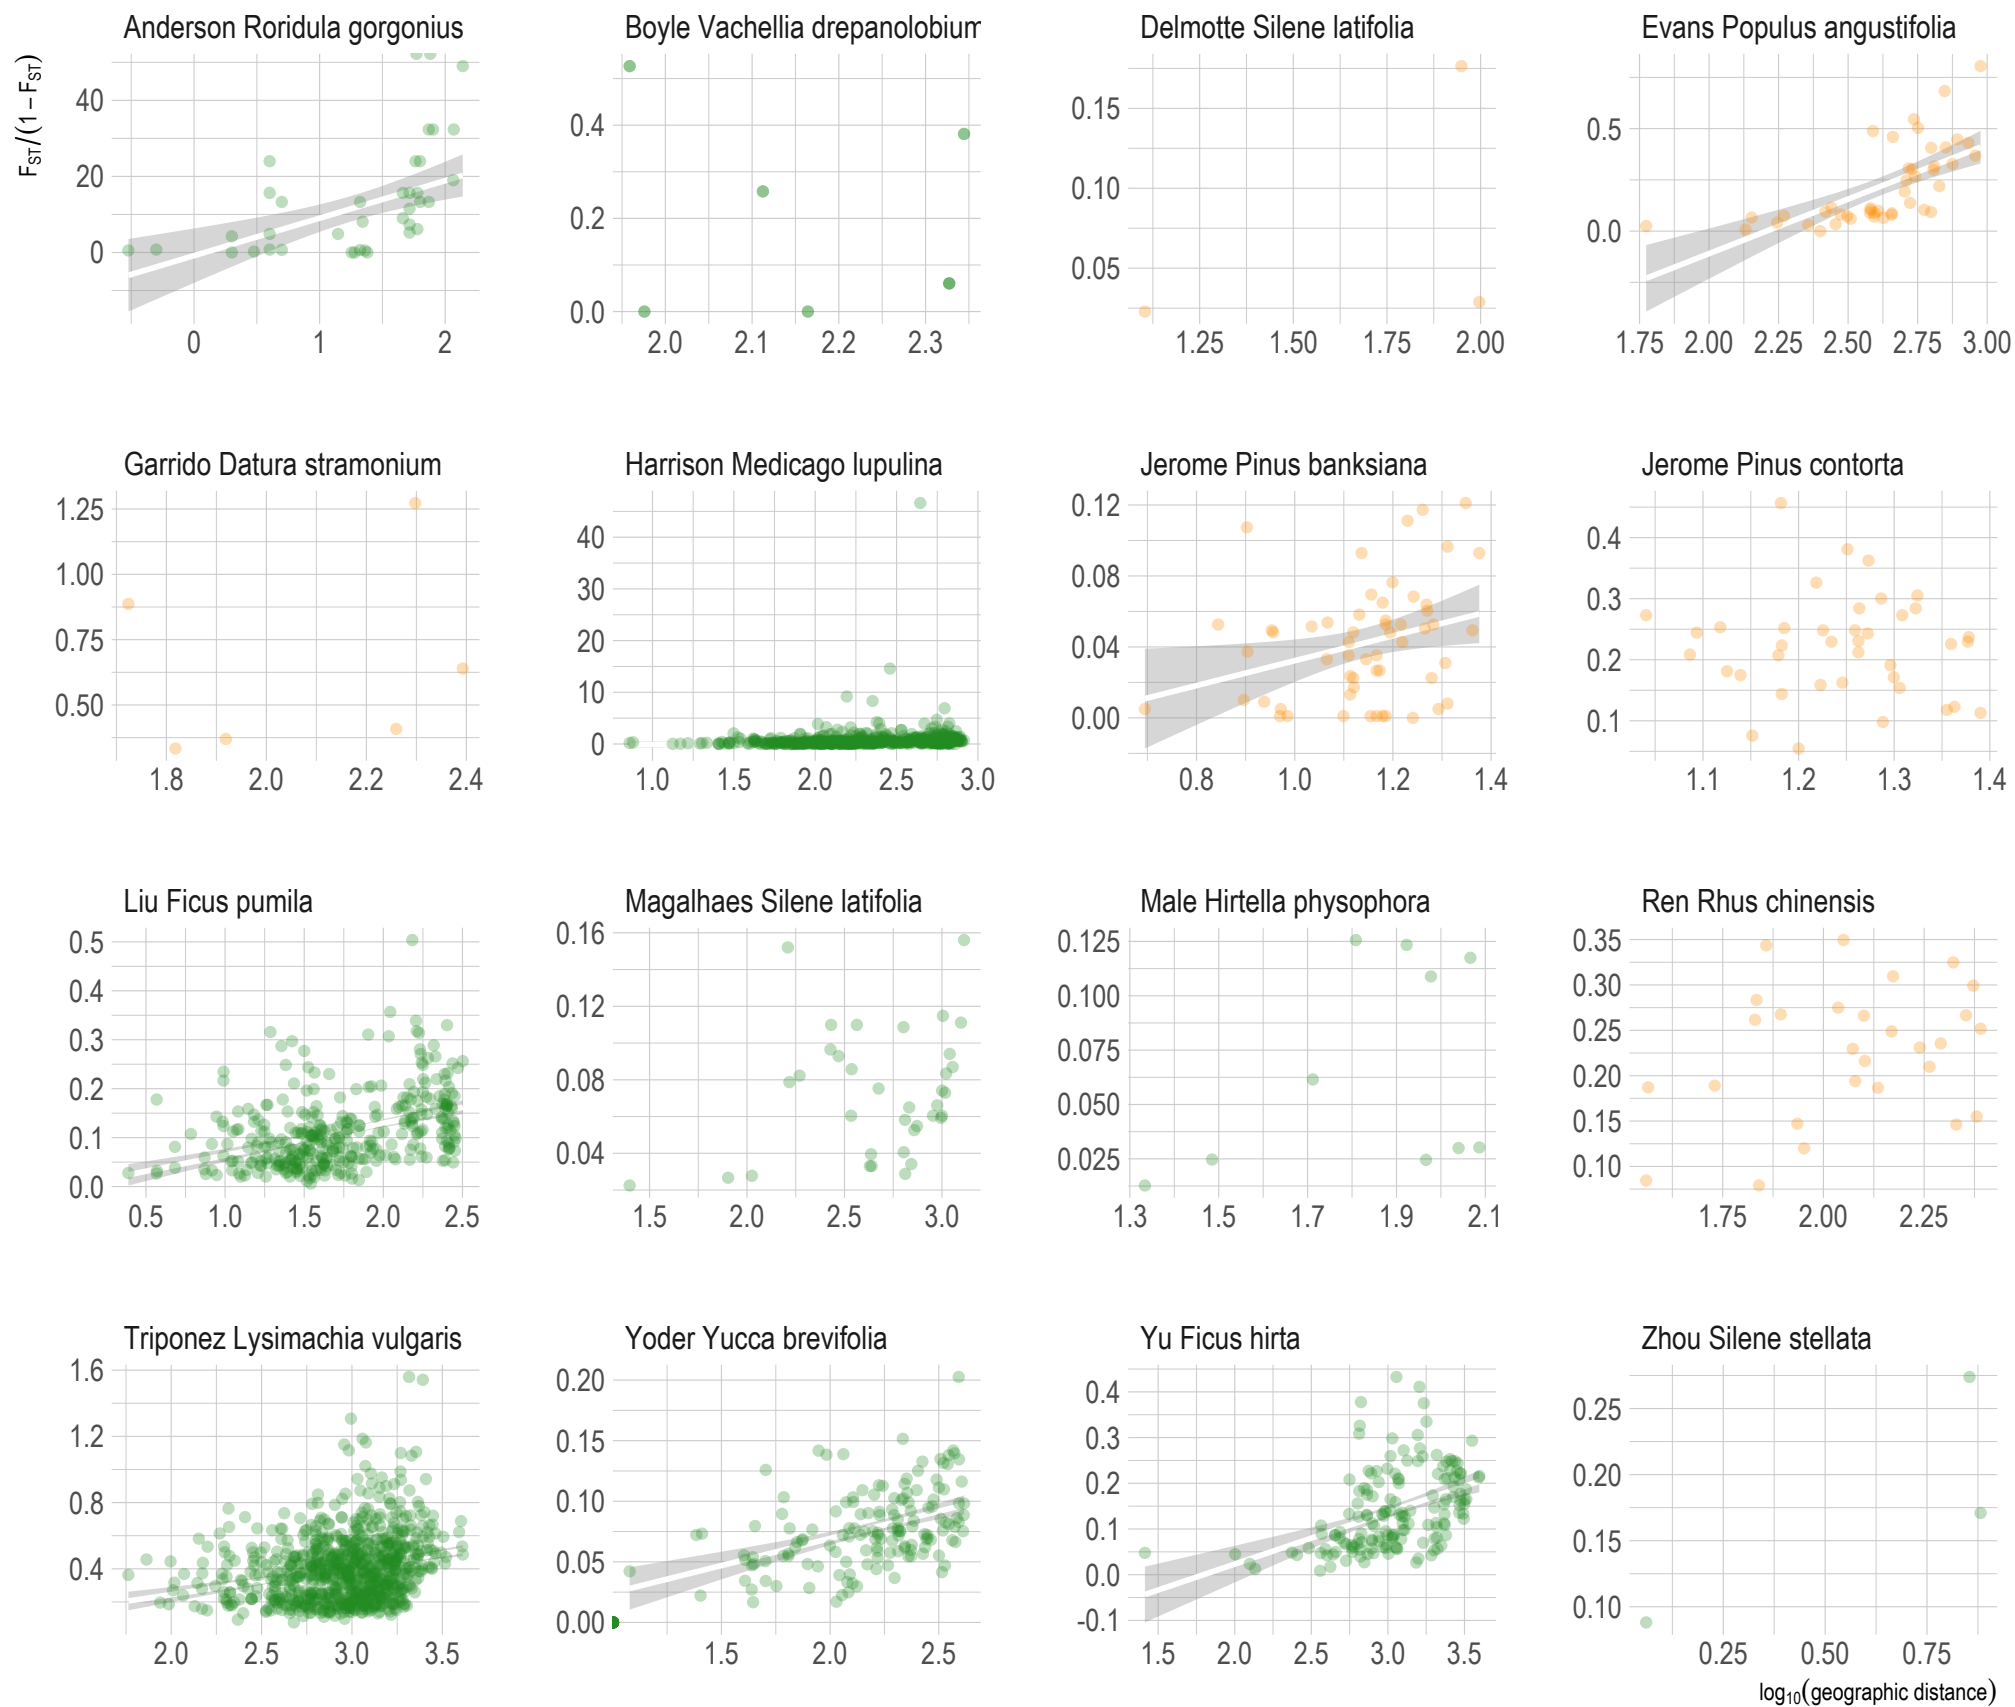 Anderson Roridula gorgonius
Boyle Vachellia drepanolobium
Delmotte Silene latifolia
Evans Populus angustifolia
F_ST/(1 − F_ST)
40
20
0
0 1 2
0.4
0.2
0.0
2.0 2.1 2.2 2.3
0.15
0.10
0.05
1.25 1.50 1.75 2.00
0.5
0.0
1.75 2.00 2.25 2.50 2.75 3.00
Garrido Datura stramonium
Harrison Medicago lupulina
Jerome Pinus banksiana
Jerome Pinus contorta
1.25
1.00
0.75
0.50
1.8 2.0 2.2 2.4
40
30
20
10
0
1.0 1.5 2.0 2.5 3.0
0.12
0.08
0.04
0.00
0.8 1.0 1.2 1.4
0.4
0.3
0.2
0.1
1.1 1.2 1.3 1.4
Liu Ficus pumila
Magalhaes Silene latifolia
Male Hirtella physophora
Ren Rhus chinensis
0.5
0.4
0.3
0.2
0.1
0.0
0.5 1.0 1.5 2.0 2.5
0.16
0.12
0.08
0.04
1.5 2.0 2.5 3.0
0.125
0.100
0.075
0.050
0.025
1.3 1.5 1.7 1.9 2.1
0.35
0.30
0.25
0.20
0.15
0.10
1.75 2.00 2.25
Triponez Lysimachia vulgaris
Yoder Yucca brevifolia
Yu Ficus hirta
Zhou Silene stellata
1.6
1.2
0.8
0.4
2.0 2.5 3.0 3.5
0.20
0.15
0.10
0.05
0.00
1.5 2.0 2.5
0.4
0.3
0.2
0.1
0.0
-0.1
1.5 2.0 2.5 3.0 3.5
0.25
0.20
0.15
0.10
0.25 0.50 0.75
log₁₀(geographic distance)